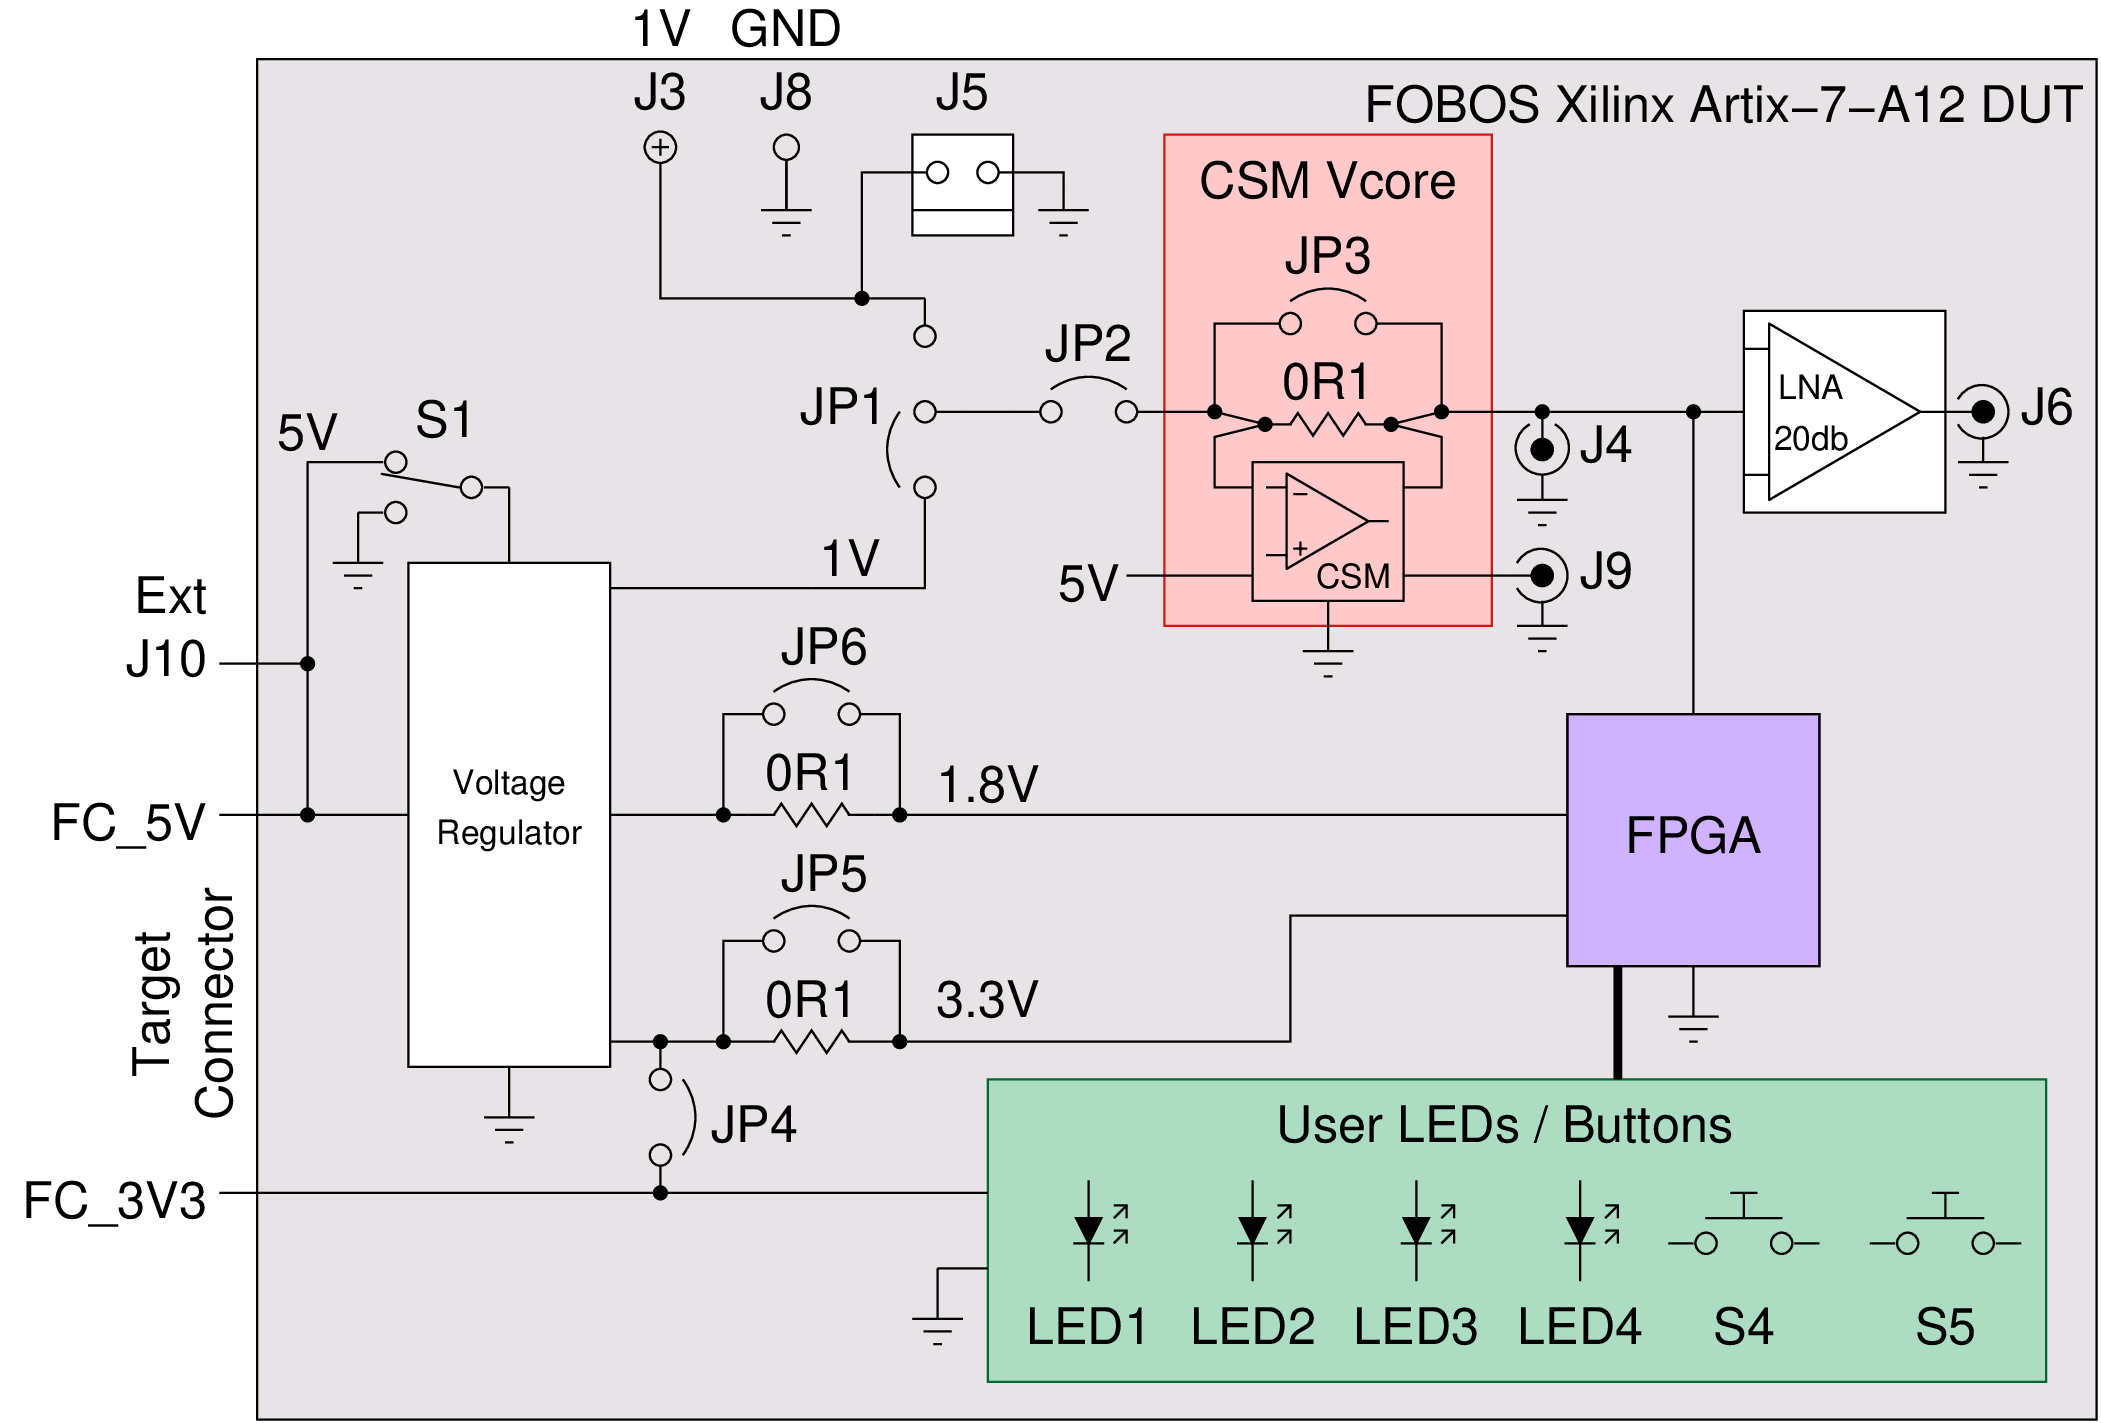 1V GND
J3 J8 J5
FOBOS Xilinx Artix−7−A12 DUT
CSM Vcore
JP3
JP2
0R1
JP1
LNA
20db
J6
J4
5V
S1
1V
5V
+
−
+
CSM
J9
Ext
J10
JP6
0R1
1.8V
Voltage
Regulator
FC_5V
FPGA
JP5
0R1
3.3V
Target
Connector
JP4
FC_3V3
User LEDs / Buttons
LED1 LED2 LED3 LED4 S4 S5